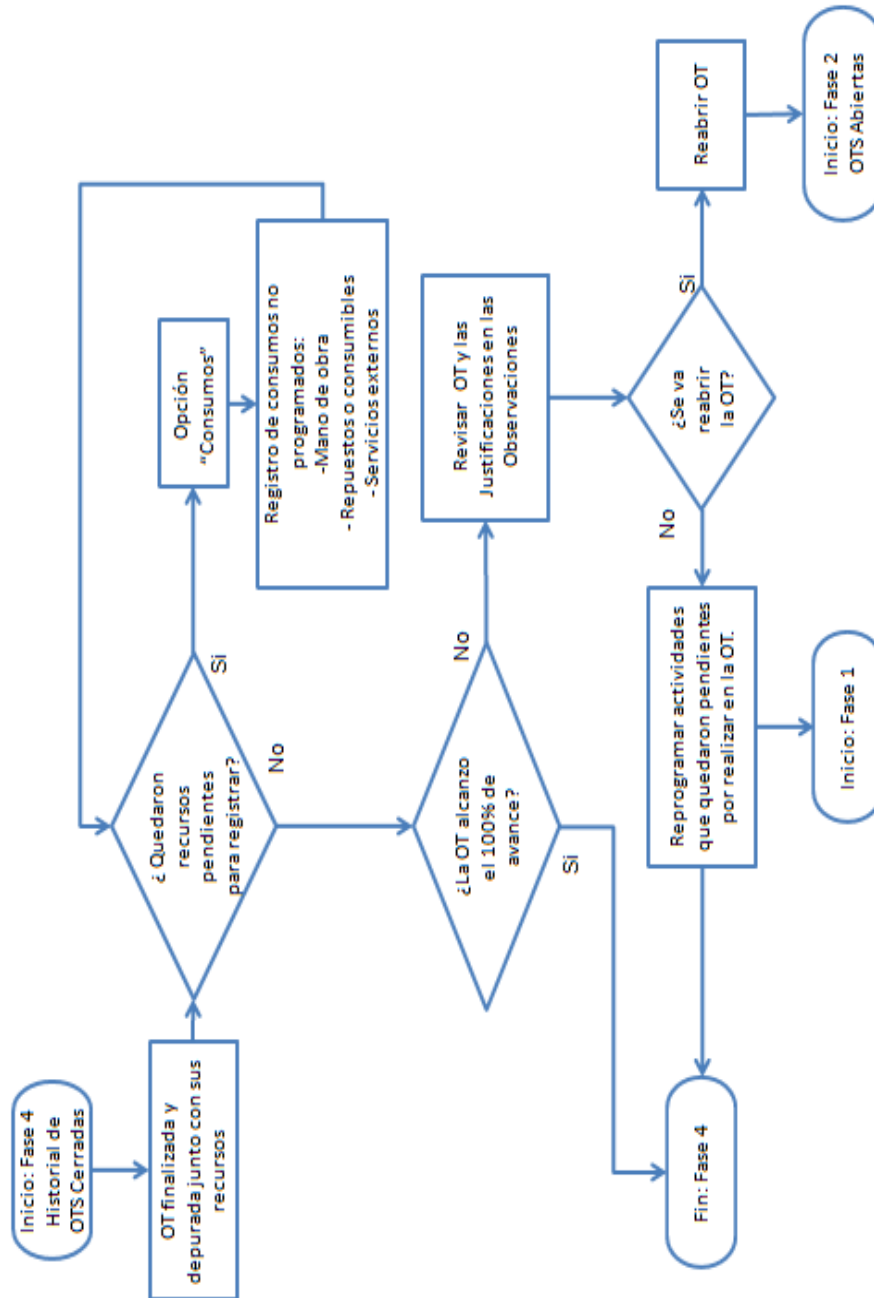 Inicio: Fase 4
Historial de
OTS Cerradas
OT finalizada y
depurada junto con sus
recursos
¿ Quedaron
recursos
pendientes
para registrar?
Si
No
Opción
“Consumos”
Registro de consumos no
programados:
-Mano de obra
- Repuestos o consumibles
- Servicios externos
¿La OT alcanzo
el 100% de
avance?
No
Si
Revisar OT y las
Justificaciones en las
Observaciones
¿Se va
reabrir
la OT?
Si
No
Reabrir OT
Inicio: Fase 2
OTS Abiertas
Reprogramar actividades
que quedaron pendientes
por realizar en la OT.
Inicio: Fase 1
Fin: Fase 4